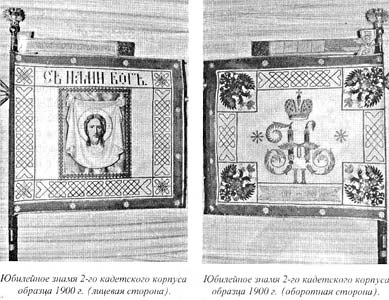 СЪ НАМИ БОГЪ.
Юбилейное знамя 2-го кадетского корпуса
образца 1900 г. (лицевая сторона).
Юбилейное знамя 2-го кадетского корпуса
образца 1900 г. (оборотная сторона).